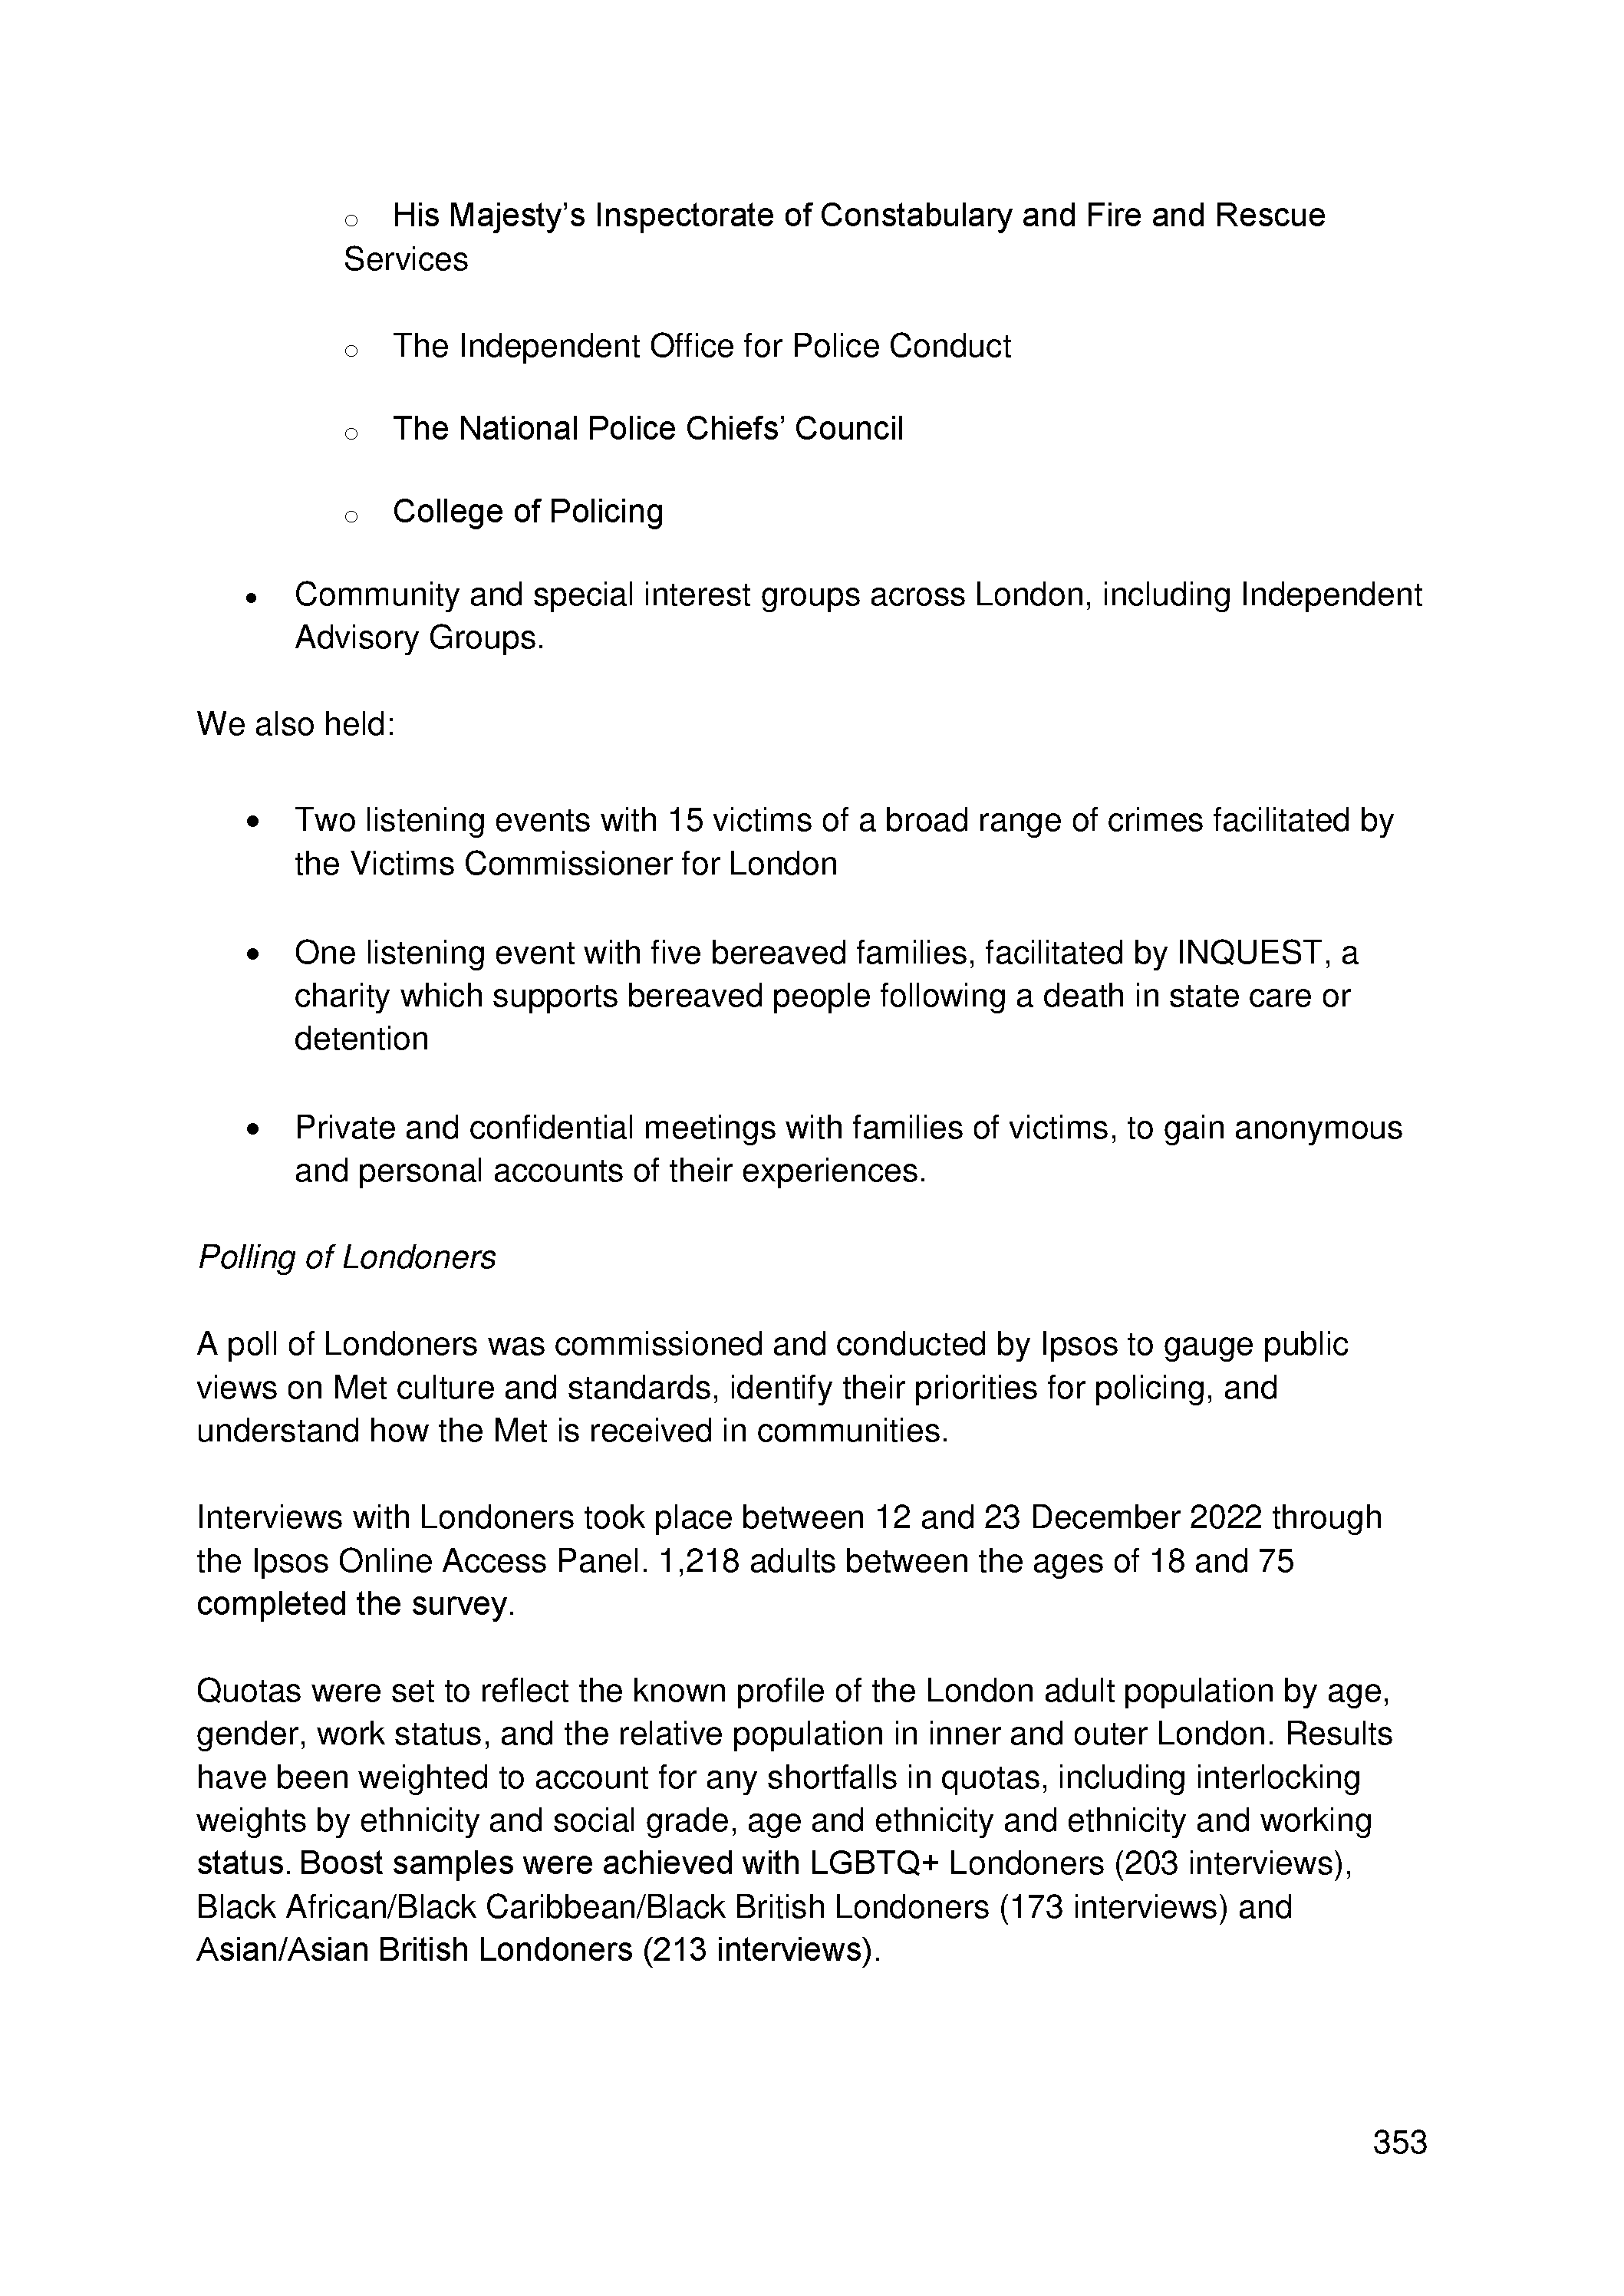 ○ His Majesty’s Inspectorate of Constabulary and Fire and Rescue
Services
○ The Independent Office for Police Conduct
○ The National Police Chiefs’ Council
○ College of Policing
• Community and special interest groups across London, including Independent
Advisory Groups.
We also held:
• Two listening events with 15 victims of a broad range of crimes facilitated by
the Victims Commissioner for London
• One listening event with five bereaved families, facilitated by INQUEST, a
charity which supports bereaved people following a death in state care or
detention
• Private and confidential meetings with families of victims, to gain anonymous
and personal accounts of their experiences.
Polling of Londoners
A poll of Londoners was commissioned and conducted by Ipsos to gauge public
views on Met culture and standards, identify their priorities for policing, and
understand how the Met is received in communities.
Interviews with Londoners took place between 12 and 23 December 2022 through
the Ipsos Online Access Panel. 1,218 adults between the ages of 18 and 75
completed the survey.
Quotas were set to reflect the known profile of the London adult population by age,
gender, work status, and the relative population in inner and outer London. Results
have been weighted to account for any shortfalls in quotas, including interlocking
weights by ethnicity and social grade, age and ethnicity and ethnicity and working
status. Boost samples were achieved with LGBTQ+ Londoners (203 interviews),
Black African/Black Caribbean/Black British Londoners (173 interviews) and
Asian/Asian British Londoners (213 interviews).
353